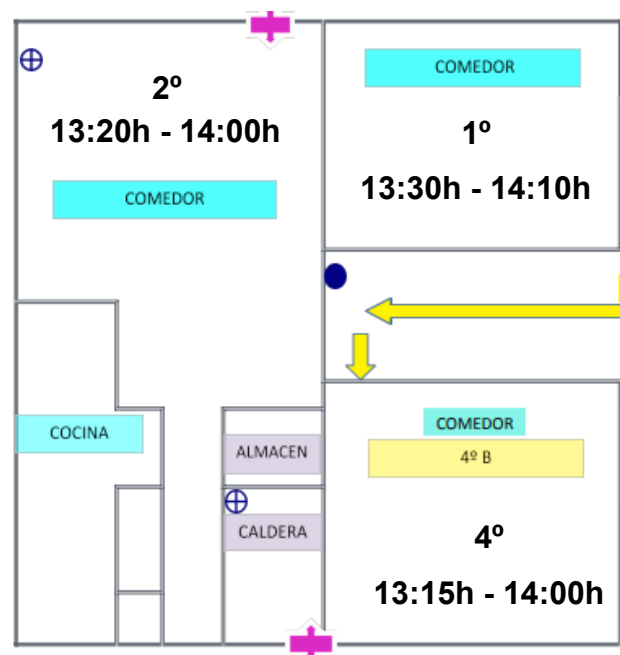 2º
13:20h - 14:00h
COMEDOR
COMEDOR
1º
13:30h - 14:10h
COCINA
ALMACEN
CALDERA
COMEDOR
4º B
4º
13:15h - 14:00h